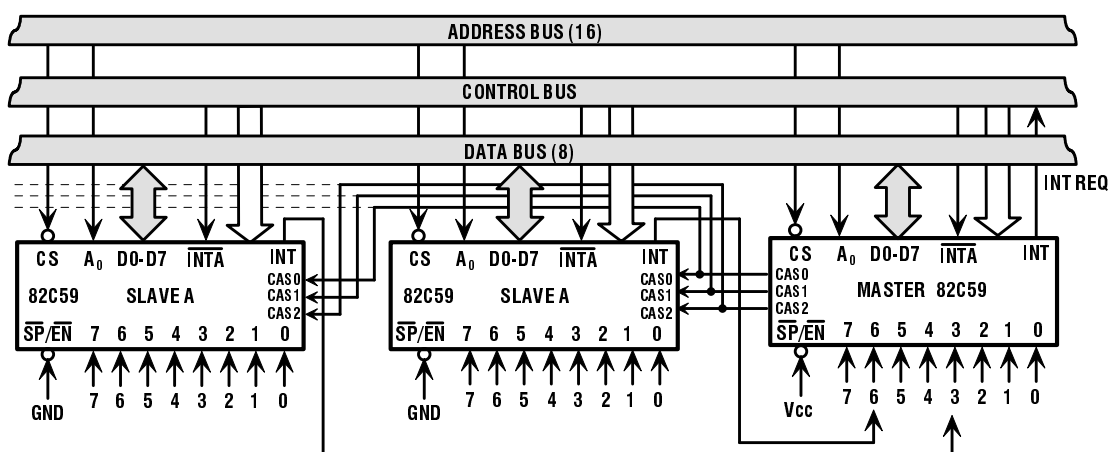 ADDRESS BUS (16)
CONTROL BUS
DATA BUS (8)
INT REQ
CS A0 D0-D7 INTA INT
CAS0
CAS1
CAS2
82C59 SLAVE A
SP/EN 7 6 5 4 3 2 1 0
GND 7 6 5 4 3 2 1 0
CS A0 D0-D7 INTA INT
CAS0
CAS1
CAS2
82C59 SLAVE A
SP/EN 7 6 5 4 3 2 1 0
GND 7 6 5 4 3 2 1 0
CS A0 D0-D7 INTA INT
CAS0
CAS1
CAS2
MASTER 82C59
SP/EN 7 6 5 4 3 2 1 0
Vcc 7 6 5 4 3 2 1 0